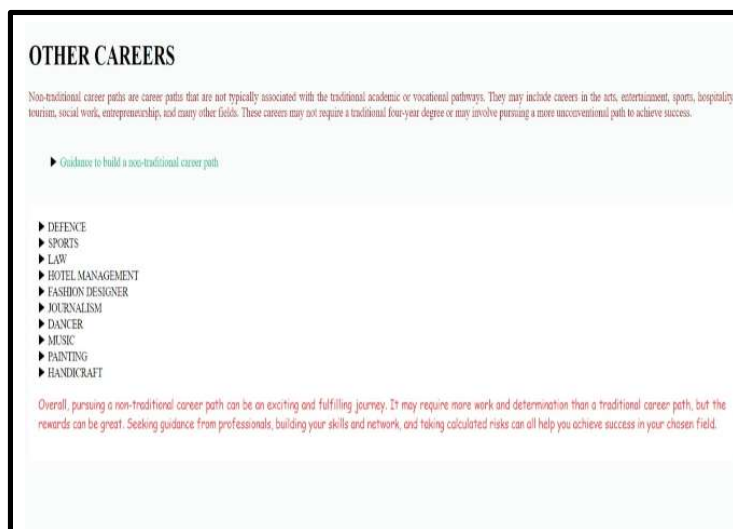 OTHER CAREERS
Non-traditional career paths are career paths that are not typically associated with the traditional academic or vocational pathways. They may include careers in the arts, entertainment, sports, hospitality,
tourism, social work, entrepreneurship, and many other fields. These careers may not require a traditional four-year degree or may involve pursuing a more unconventional path to achieve success.
▶ Guidance to build a non-traditional career path
▶ DEFENCE
▶ SPORTS
▶ LAW
▶ HOTEL MANAGEMENT
▶ FASHION DESIGNER
▶ JOURNALISM
▶ DANCER
▶ MUSIC
▶ PAINTING
▶ HANDICRAFT
Overall, pursuing a non-traditional career path can be an exciting and fulfilling journey. It may require more work and determination than a traditional career path, but the
rewards can be great. Seeking guidance from professionals, building your skills and network, and taking calculated risks can all help you achieve success in your chosen field.